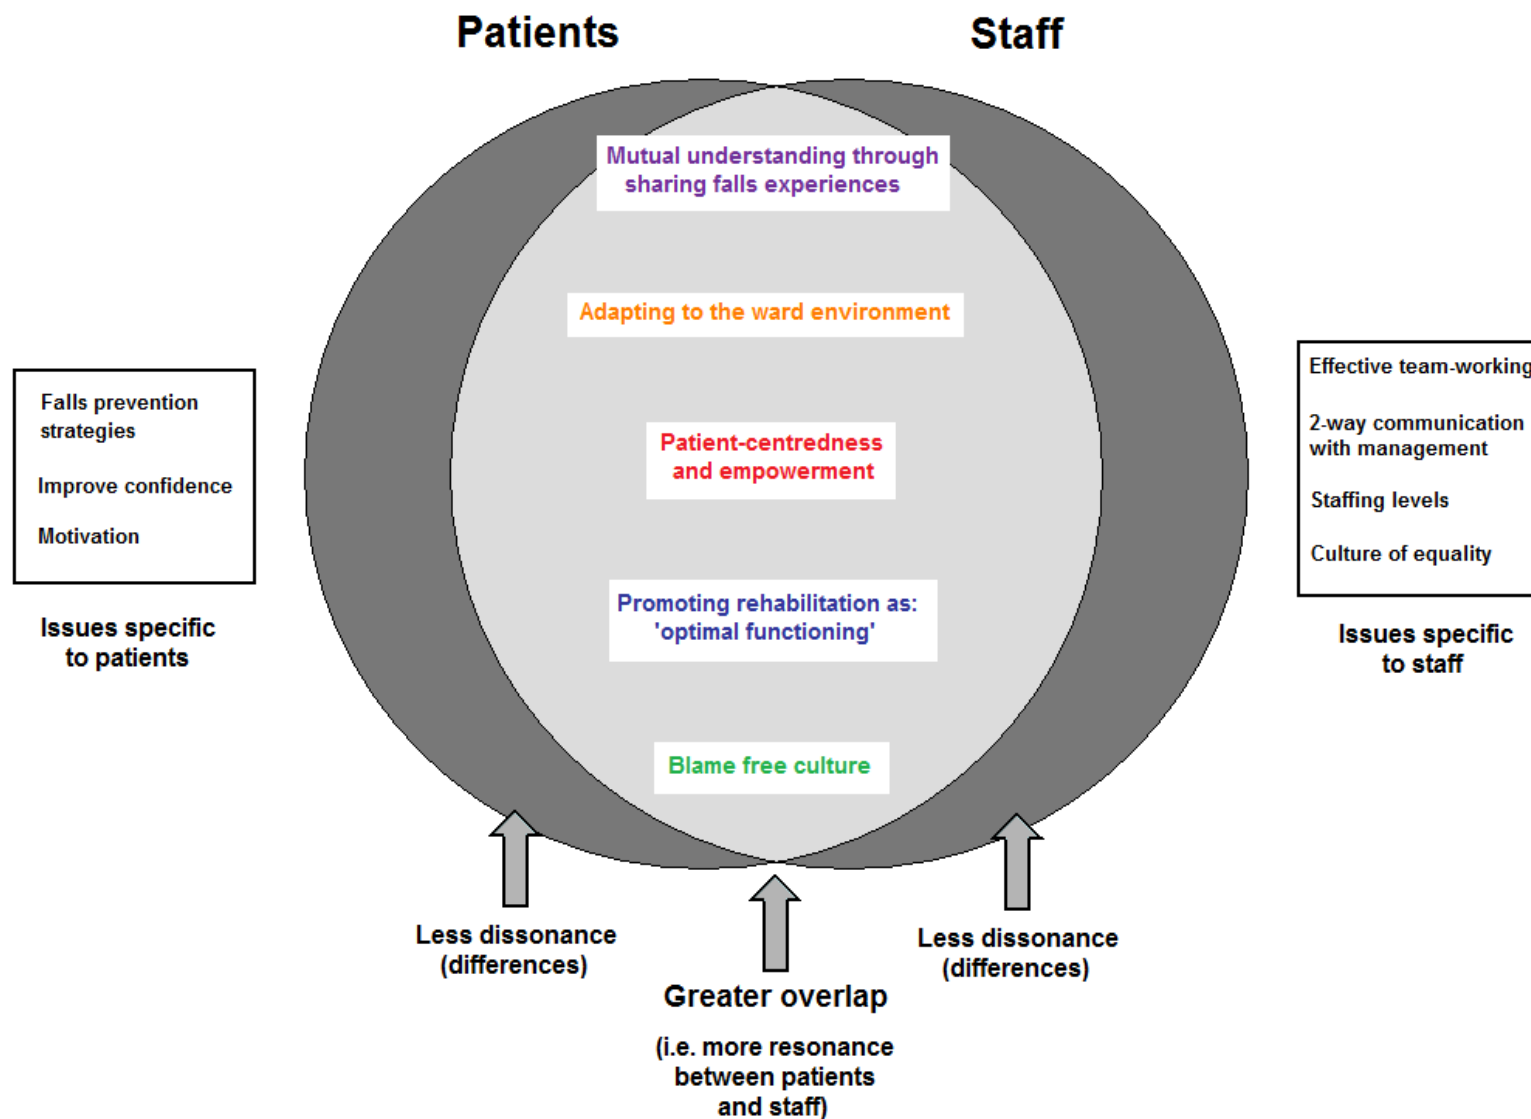 Patients
Staff
Mutual understanding through
sharing falls experiences
Adapting to the ward environment
Patient-centredness
and empowerment
Promoting rehabilitation as:
'optimal functioning'
Blame free culture
Falls prevention
strategies
Improve confidence
Motivation
Issues specific
to patients
Effective team-working
2-way communication
with management
Staffing levels
Culture of equality
Issues specific
to staff
Less dissonance
(differences)
Greater overlap
(i.e. more resonance
between patients
and staff)
Less dissonance
(differences)